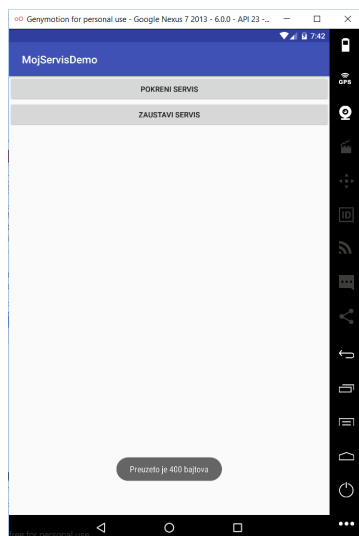 Genymotion for personal use - Google Nexus 7 2013 - 6.0.0 - API 23 -...
7:42
MojServisDemo
GPS
POKRENI SERVIS
ZAUSTAVI SERVIS
ID
Preuzeto je 400 bajtova
free for personal use